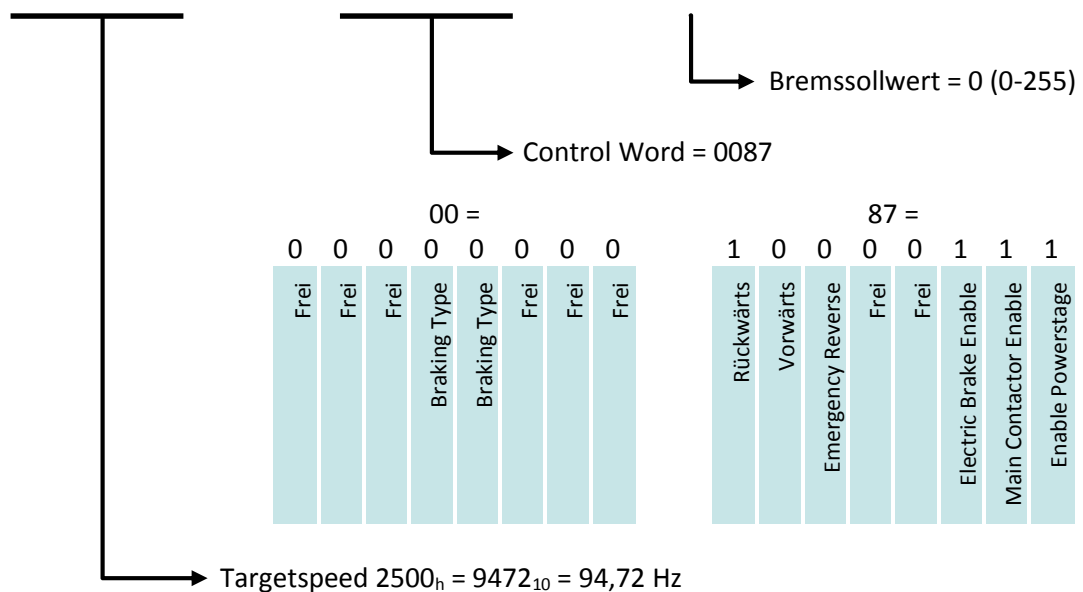 Bremssollwert = 0 (0-255)
Control Word = 0087
00 =
87 =
0 0 0 0 0 0 0 0
1 0 0 0 0 1 1 1
Frei
Frei
Frei
Braking Type
Braking Type
Frei
Frei
Frei
Rückwärts
Vorwärts
Emergency Reverse
Frei
Frei
Electric Brake Enable
Main Contactor Enable
Enable Powerstage
Targetspeed 2500h = 947210 = 94,72 Hz